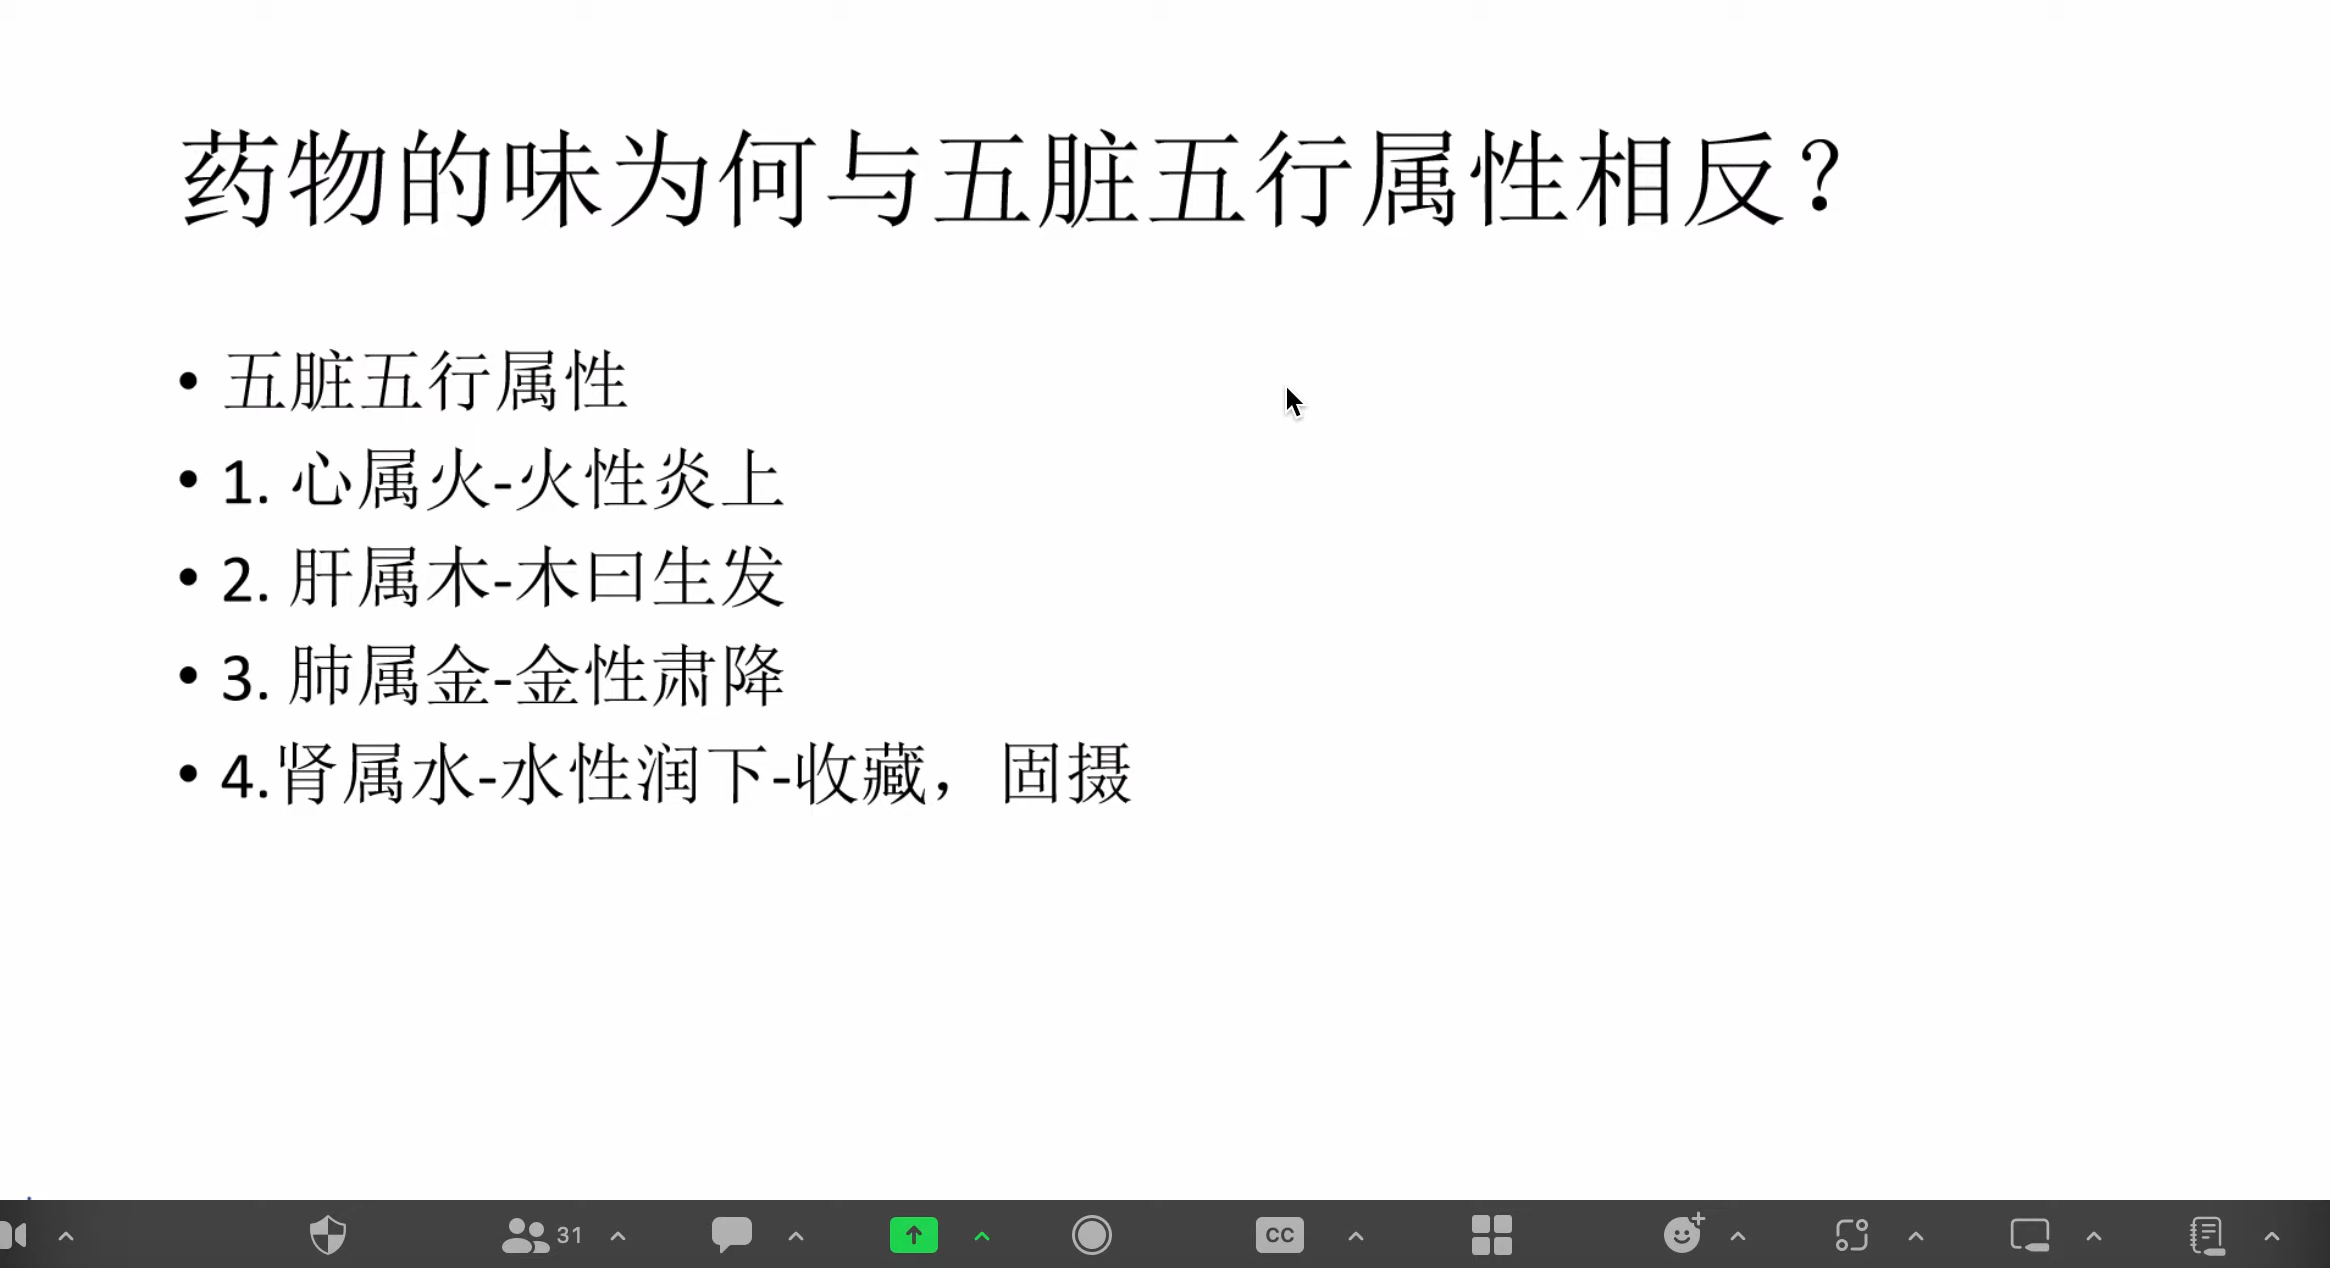 药物的味为何与五脏五行属性相反？
• 五脏五行属性
• 1. 心属火-火性炎上
• 2. 肝属木-木曰生发
• 3. 肺属金-金性肃降
• 4.肾属水-水性润下-收藏，固摄
31
CC